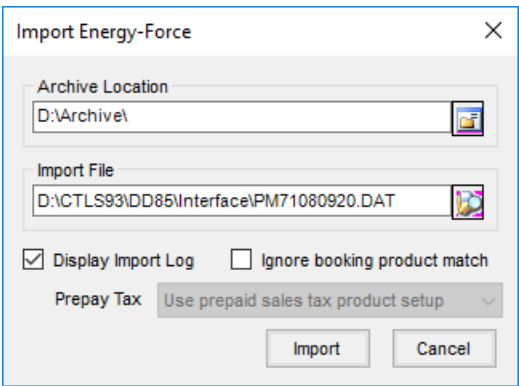 Import Energy-Force
Archive Location
D:\Archive\
Import File
D:\CTLS93\DD85\Interface\PM71080920.DAT
Display Import Log Ignore booking product match
Prepay Tax Use prepaid sales tax product setup
Import Cancel